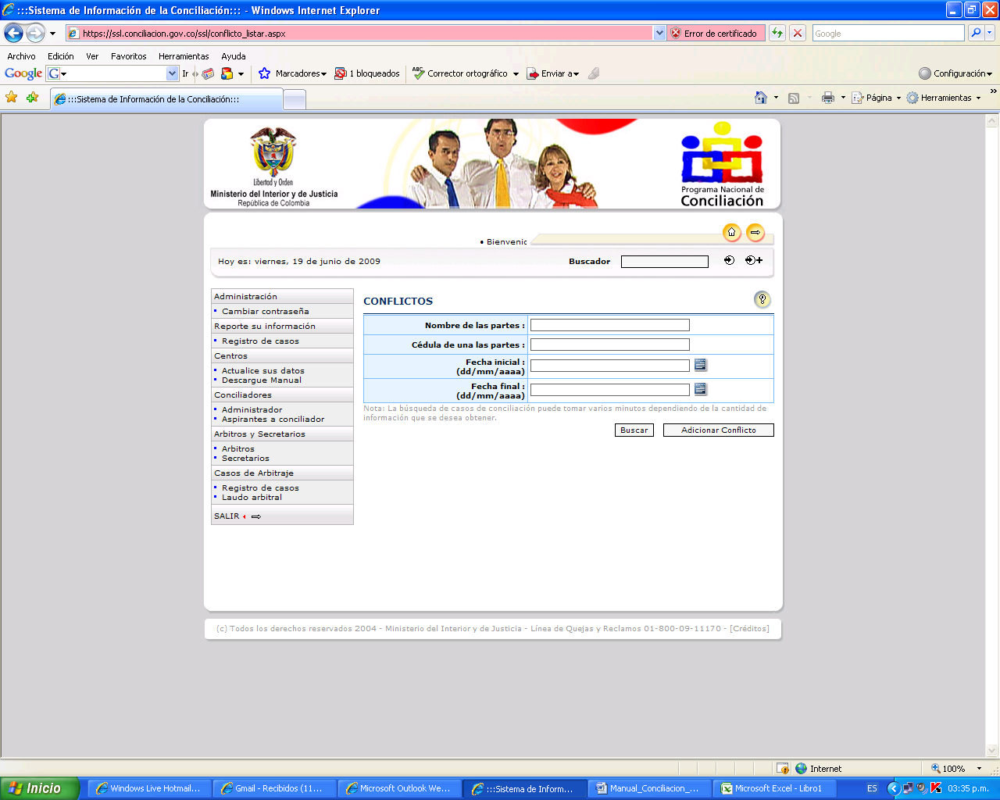 :::Sistema de Información de la Conciliación::: - Windows Internet Explorer
https://ssl.conciliacion.gov.co/ssl/conflicto_listar.aspx
Error de certificado
Google
Archivo Edición Ver Favoritos Herramientas Ayuda
Google G Ir Marcadores 1 bloqueados ABC Corrector ortográfico Enviar a Configuración
:::Sistema de Información de la Conciliación:::
Página Herramientas
Libertad y Orden
Ministerio del Interior y de Justicia
República de Colombia
Programa Nacional de
Conciliación
• Bienvenic
Hoy es: viernes, 19 de junio de 2009
Buscador
Administración
Cambiar contraseña
Reporte su información
Registro de casos
Centros
Actualice sus datos
Descargue Manual
Conciliadores
Administrador
Aspirantes a conciliador
Arbitros y Secretarios
Arbitros
Secretarios
Casos de Arbitraje
Registro de casos
Laudo arbitral
SALIR
CONFLICTOS
Nombre de las partes :
Cédula de una las partes :
Fecha inicial :
(dd/mm/aaaa)
Fecha final :
(dd/mm/aaaa)
Nota: La búsqueda de casos de conciliación puede tomar varios minutos dependiendo de la cantidad de
información que se desea obtener.
Buscar
Adicionar Conflicto
(c) Todos los derechos reservados 2004 - Ministerio del Interior y de Justicia - Línea de Quejas y Reclamos 01-800-09-11170 - [Créditos]
Internet
100%
Inicio
Windows Live Hotmail...
Gmail - Recibidos (11...
Microsoft Outlook We...
:::Sistema de Inform...
Manual_Conciliacion_...
Microsoft Excel - Libro1
ES
03:35 p.m.